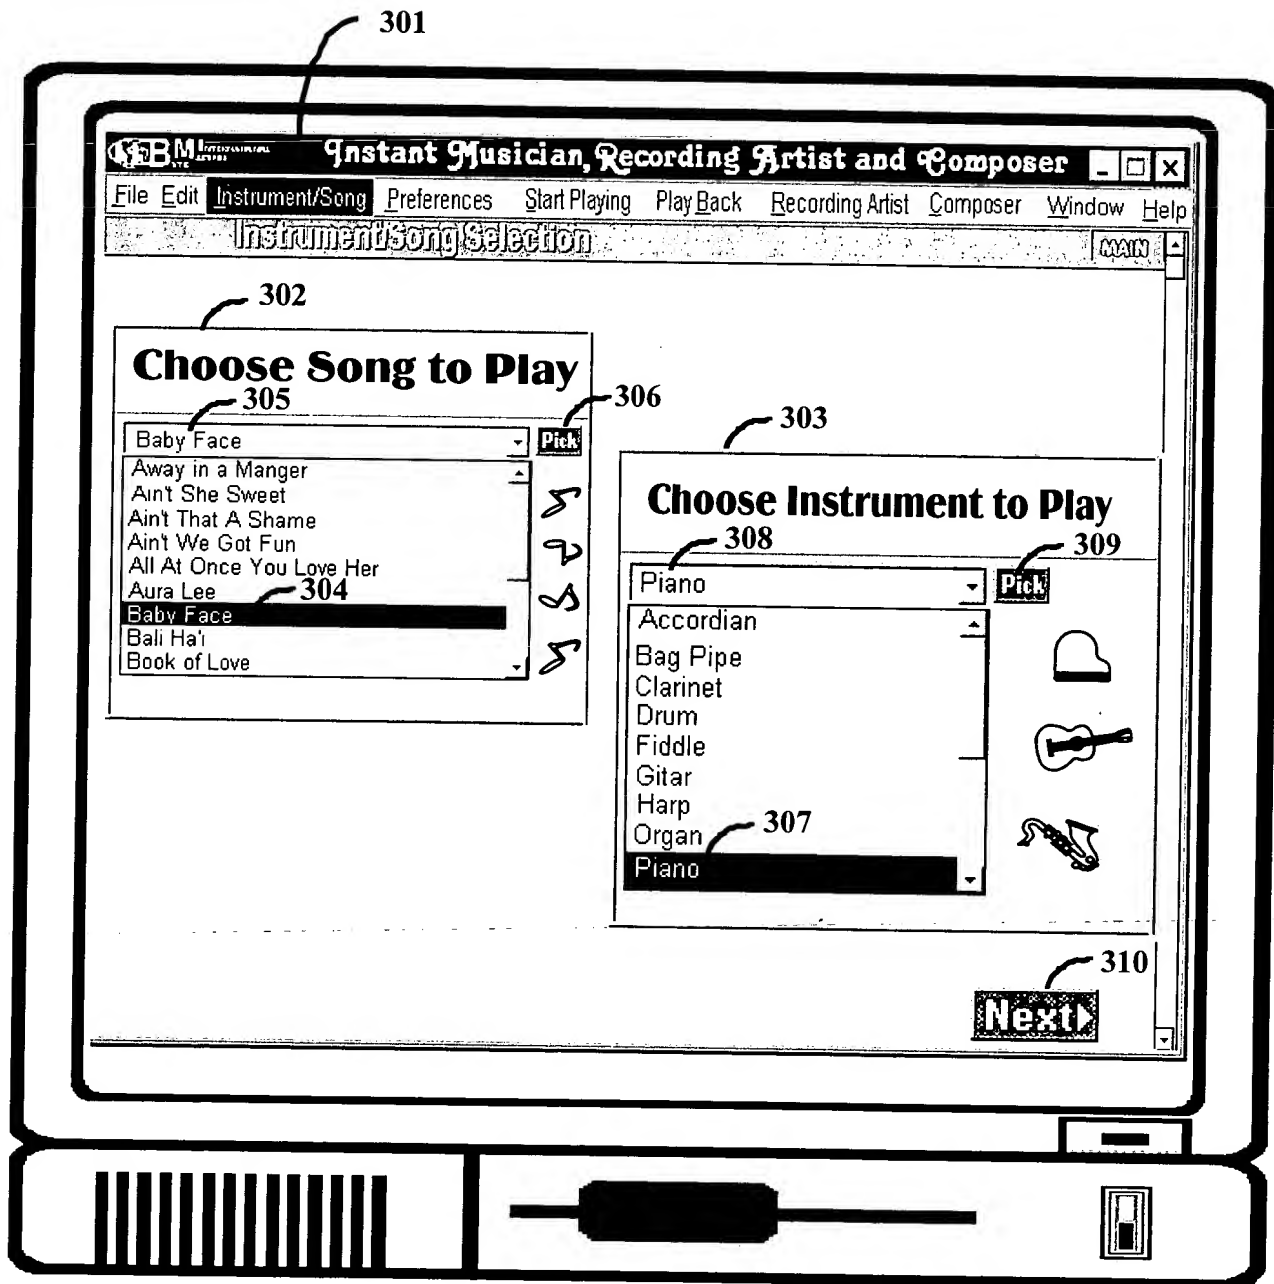 301
Instant Musician, Recording Artist and Composer
File Edit Instrument/Song Preferences Start Playing Play Back Recording Artist Composer Window Help
Instrument/Song Selection MAIN
302
Choose Song to Play
305
306
Baby Face Pick
Away in a Manger
Ain't She Sweet
Ain't That A Shame
Ain't We Got Fun
All At Once You Love Her
Aura Lee
304
Baby Face
Bali Ha'i
Book of Love
303
Choose Instrument to Play
308
309
Piano Pick
Accordian
Bag Pipe
Clarinet
Drum
Fiddle
Gitar
Harp
Organ
307
Piano
310
Next